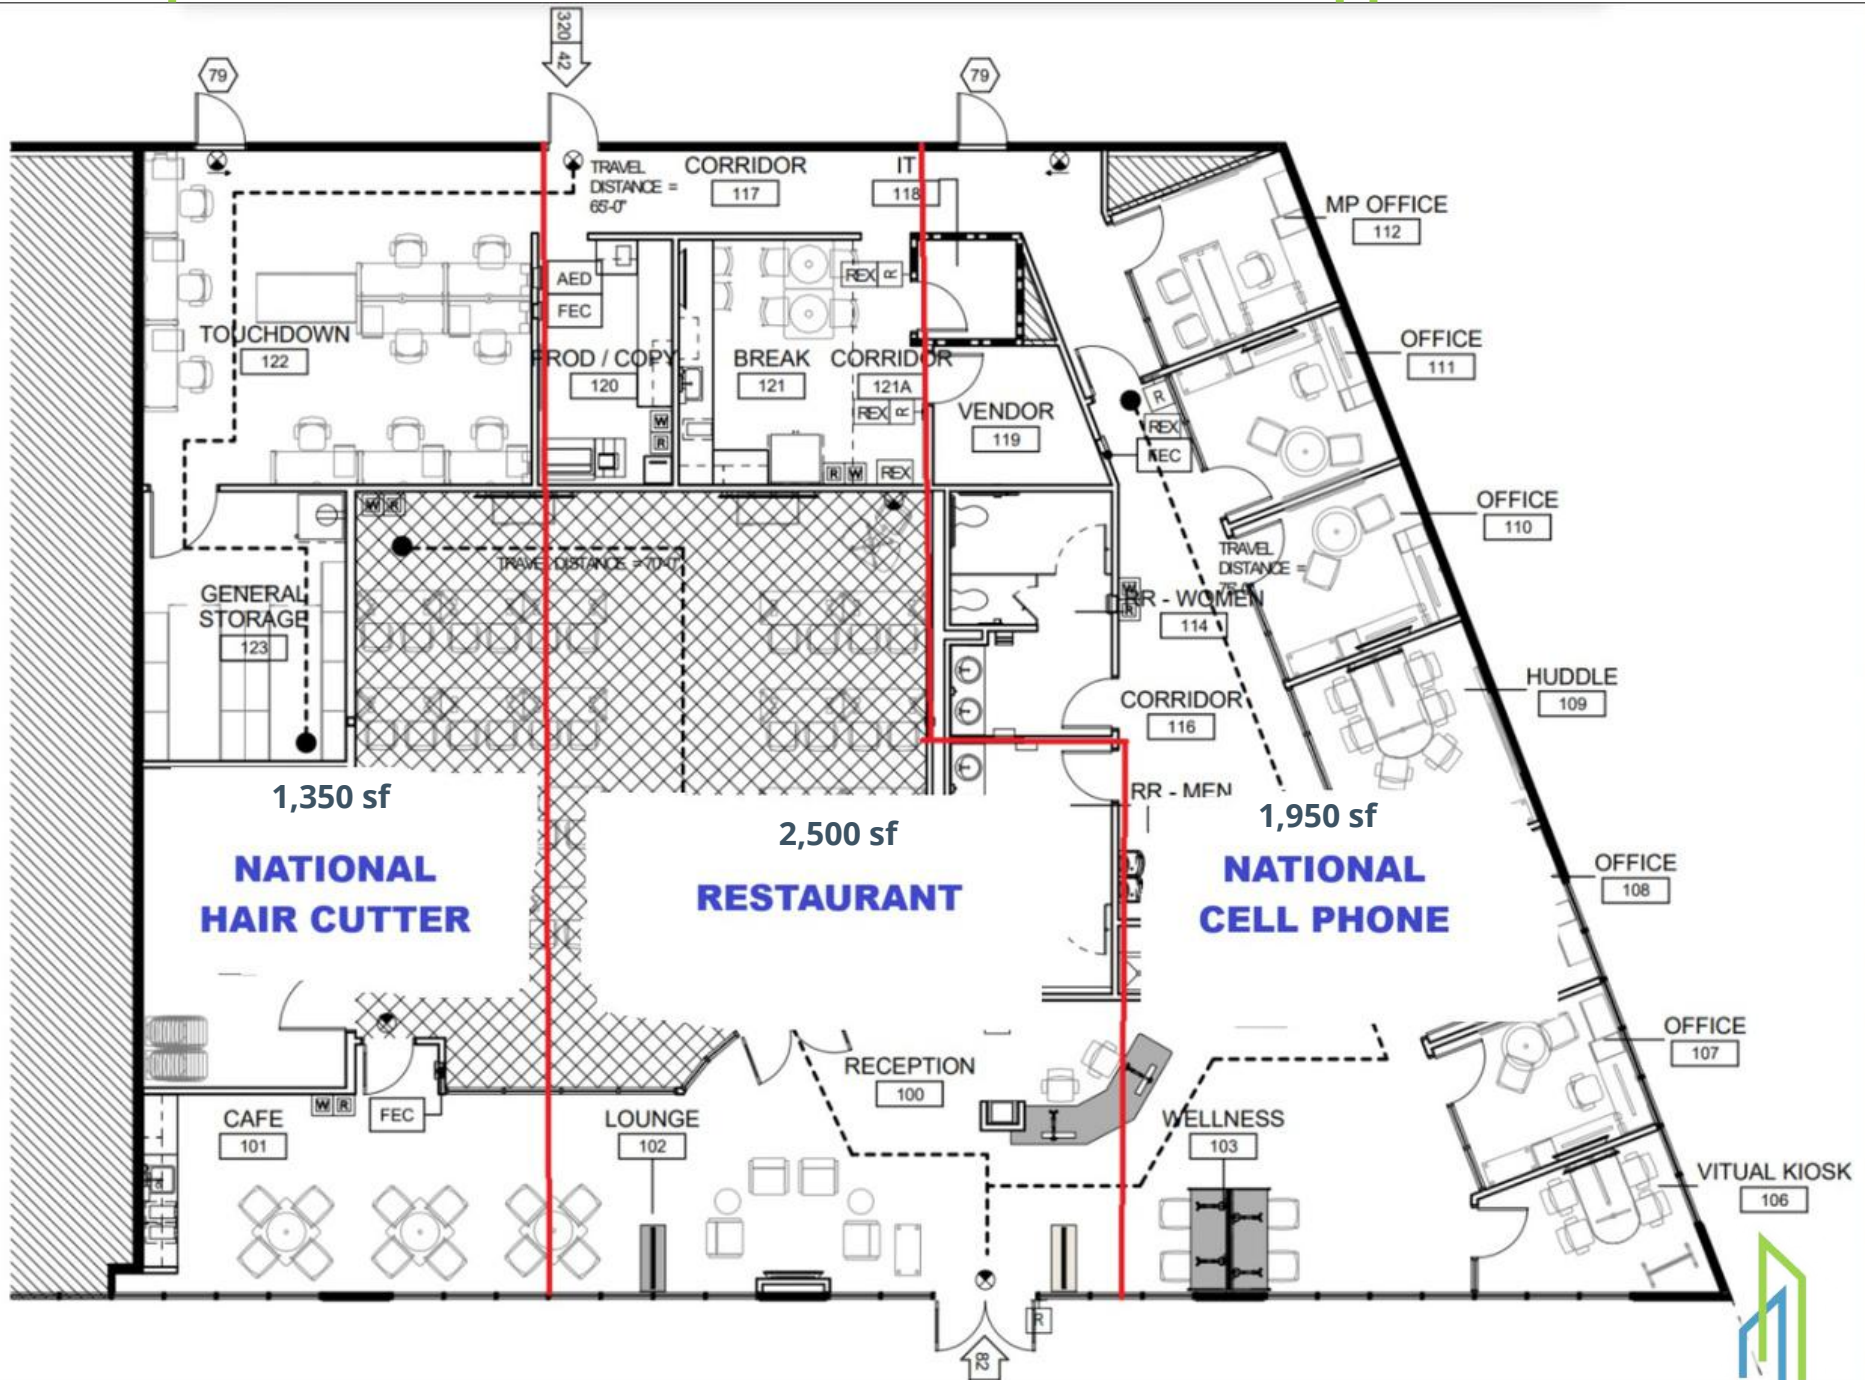 320
42
79
79
TRAVEL
DISTANCE =
65'-0"
CORRIDOR
117
IT
118
MP OFFICE
112
AED
FEC
REX R
TOUCHDOWN
122
PROD / COPY
120
BREAK
121
CORRIDOR
121A
REX R
OFFICE
111
VENDOR
119
R
REX
FEC
W
R
R W
REX
OFFICE
110
W R
TRAVEL DISTANCE = 70'-0"
TRAVEL
DISTANCE =
75'-0"
GENERAL
STORAGE
123
W
R
RR - WOMEN
114
HUDDLE
109
CORRIDOR
116
RR - MEN
1,350 sf
2,500 sf
1,950 sf
NATIONAL
HAIR CUTTER
RESTAURANT
NATIONAL
CELL PHONE
OFFICE
108
OFFICE
107
RECEPTION
100
W R
FEC
CAFE
101
LOUNGE
102
WELLNESS
103
VITUAL KIOSK
106
R
82